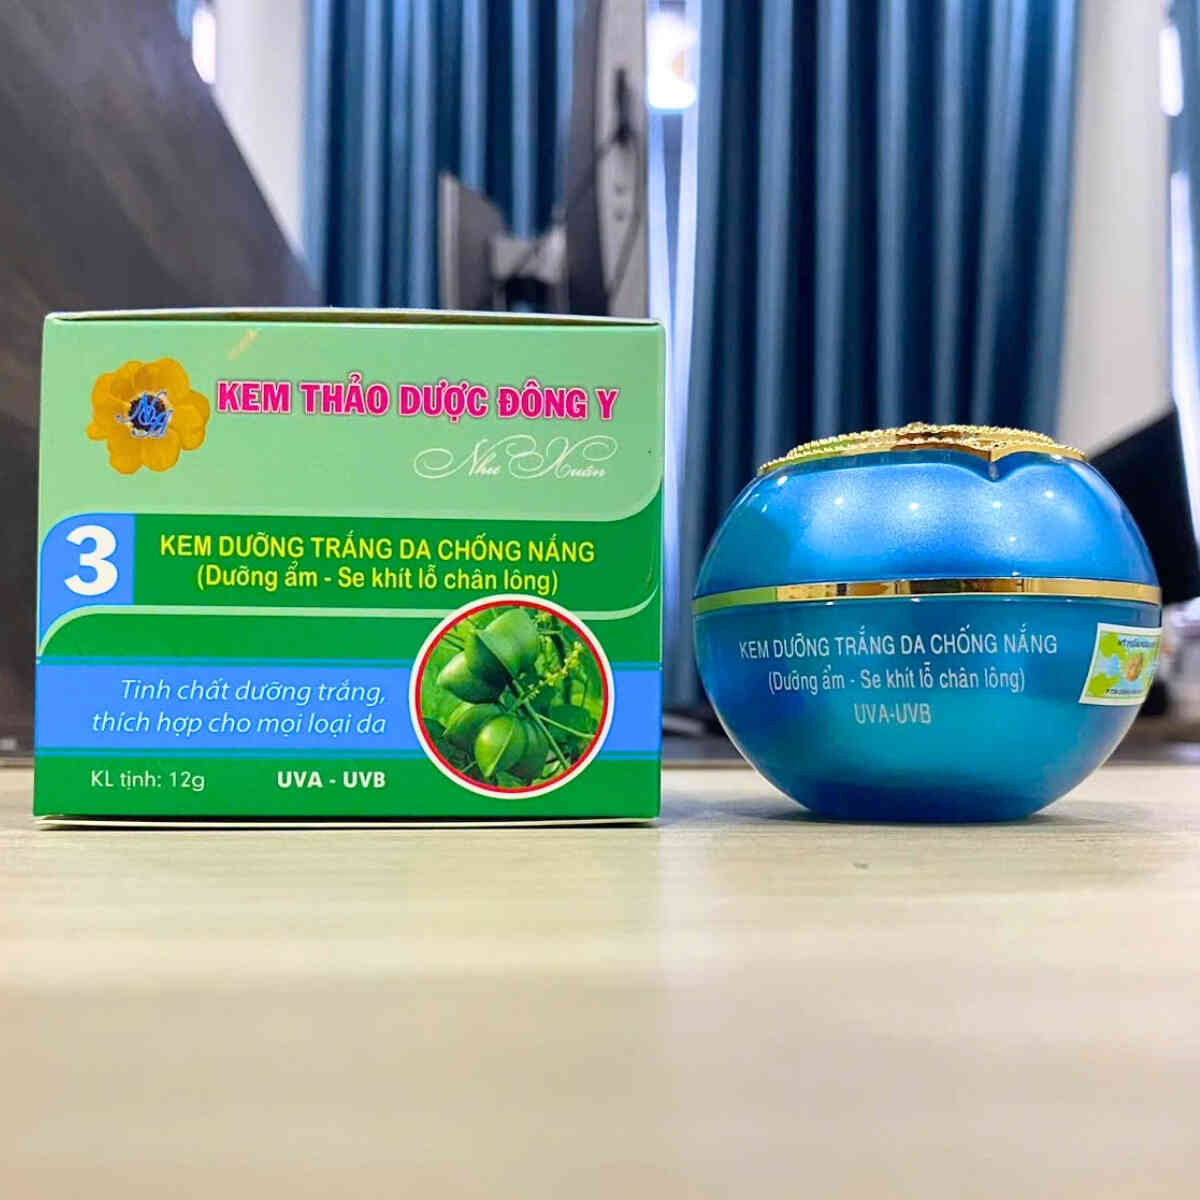 KEM THẢO DƯỢC ĐÔNG Y
Như Xuân
3
KEM DƯỠNG TRẮNG DA CHỐNG NẮNG
(Dưỡng ẩm - Se khít lỗ chân lông)
Tinh chất dưỡng trắng,
thích hợp cho mọi loại da
KL tịnh: 12g
UVA - UVB
KEM DƯỠNG TRẮNG DA CHỐNG NẮNG
(Dưỡng ẩm - Se khít lỗ chân lông)
UVA-UVB